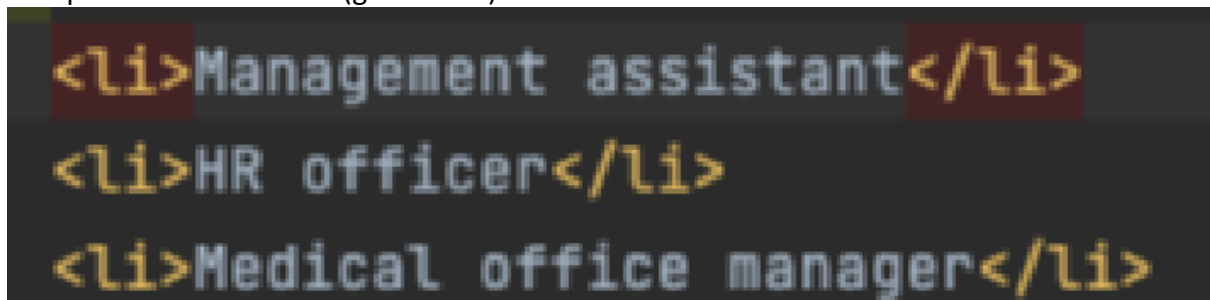 <li>Management assistant</li>
<li>HR officer</li>
<li>Medical office manager</li>